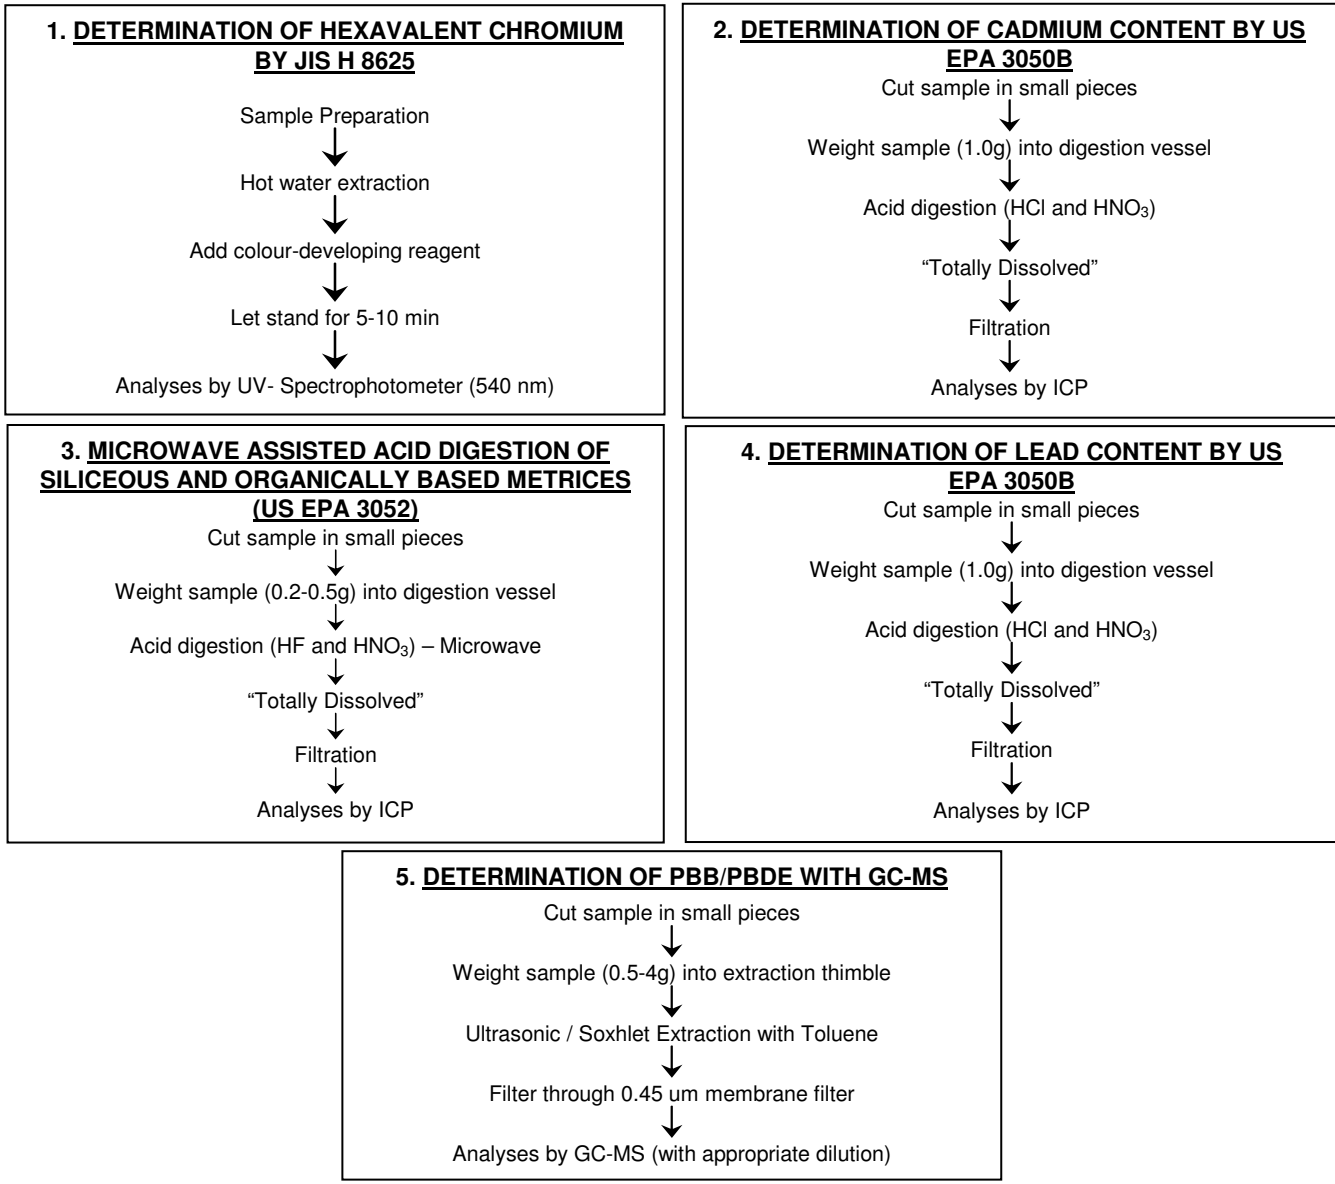 1. DETERMINATION OF HEXAVALENT CHROMIUM
BY JIS H 8625
Sample Preparation
Hot water extraction
Add colour-developing reagent
Let stand for 5-10 min
Analyses by UV- Spectrophotometer (540 nm)
2. DETERMINATION OF CADMIUM CONTENT BY US
EPA 3050B
Cut sample in small pieces
Weight sample (1.0g) into digestion vessel
Acid digestion (HCl and HNO₃)
“Totally Dissolved”
Filtration
Analyses by ICP
3. MICROWAVE ASSISTED ACID DIGESTION OF
SILICEOUS AND ORGANICALLY BASED METRICES
(US EPA 3052)
Cut sample in small pieces
Weight sample (0.2-0.5g) into digestion vessel
Acid digestion (HF and HNO₃) – Microwave
“Totally Dissolved”
Filtration
Analyses by ICP
4. DETERMINATION OF LEAD CONTENT BY US
EPA 3050B
Cut sample in small pieces
Weight sample (1.0g) into digestion vessel
Acid digestion (HCl and HNO₃)
“Totally Dissolved”
Filtration
Analyses by ICP
5. DETERMINATION OF PBB/PBDE WITH GC-MS
Cut sample in small pieces
Weight sample (0.5-4g) into extraction thimble
Ultrasonic / Soxhlet Extraction with Toluene
Filter through 0.45 um membrane filter
Analyses by GC-MS (with appropriate dilution)